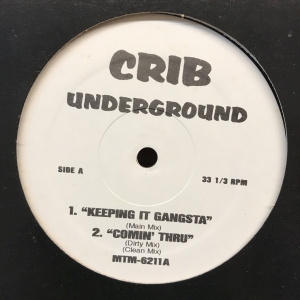 CRIB
UNDERGROUND
SIDE A
33 1/3 RPM
1. “KEEPING IT GANGSTA”
(Main Mix)
2. “COMIN’ THRU”
(Dirty Mix)
(Clean Mix)
MTM-6211A